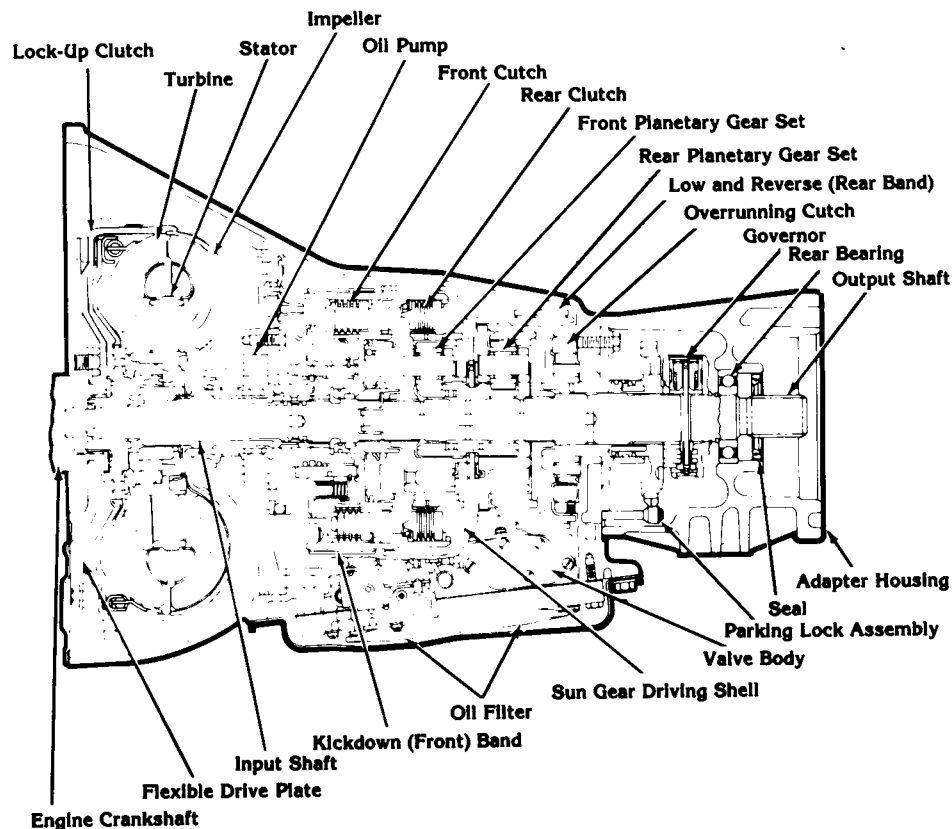 Impeller
Stator
Oil Pump
Lock-Up Clutch
Front Cutch
Turbine
Rear Clutch
Front Planetary Gear Set
Rear Planetary Gear Set
Low and Reverse (Rear Band)
Overrunning Cutch
Governor
Rear Bearing
Output Shaft
Adapter Housing
Seal
Parking Lock Assembly
Valve Body
Sun Gear Driving Shell
Oil Filter
Kickdown (Front) Band
Input Shaft
Flexible Drive Plate
Engine Crankshaft